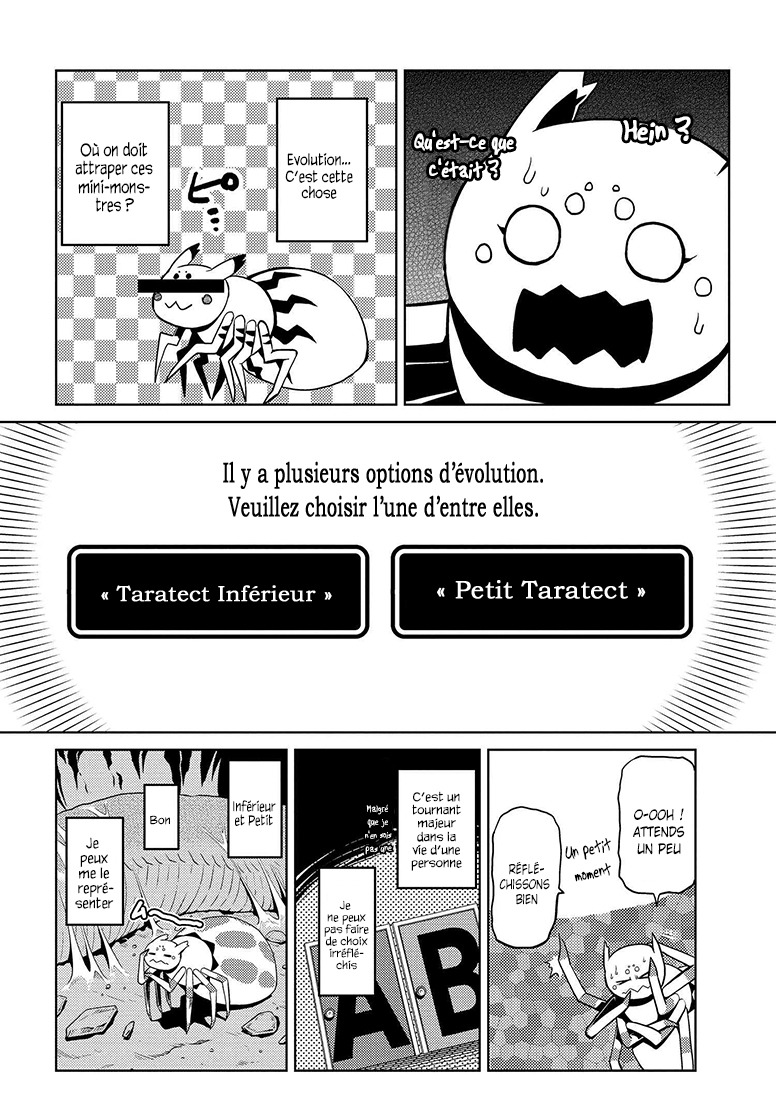 Hein ?
Qu'est-Ce que
c'était ?
Evolution...
C'est cette
chose
Où on doit
attraper ces
mini-mons-
tres ?
Il y a plusieurs options d'évolution.
Veuillez choisir l'une d'entre elles.
« Petit Taratect »
« Taratect Inférieur »
O-OOH !
ATTENDS
UN PEU
Un petit
moment
RÉFLÉ-
CHISSONS
BIEN
C'est un
tournant
majeur
dans la
vie d'une
personne
Malgré
que je
n'en sois
pas une
Je
ne peux
pas faire
de choix
irréflé-
chis
A B
Inférieur
et Petit
Bon
Je
peux
me le
repré-
senter